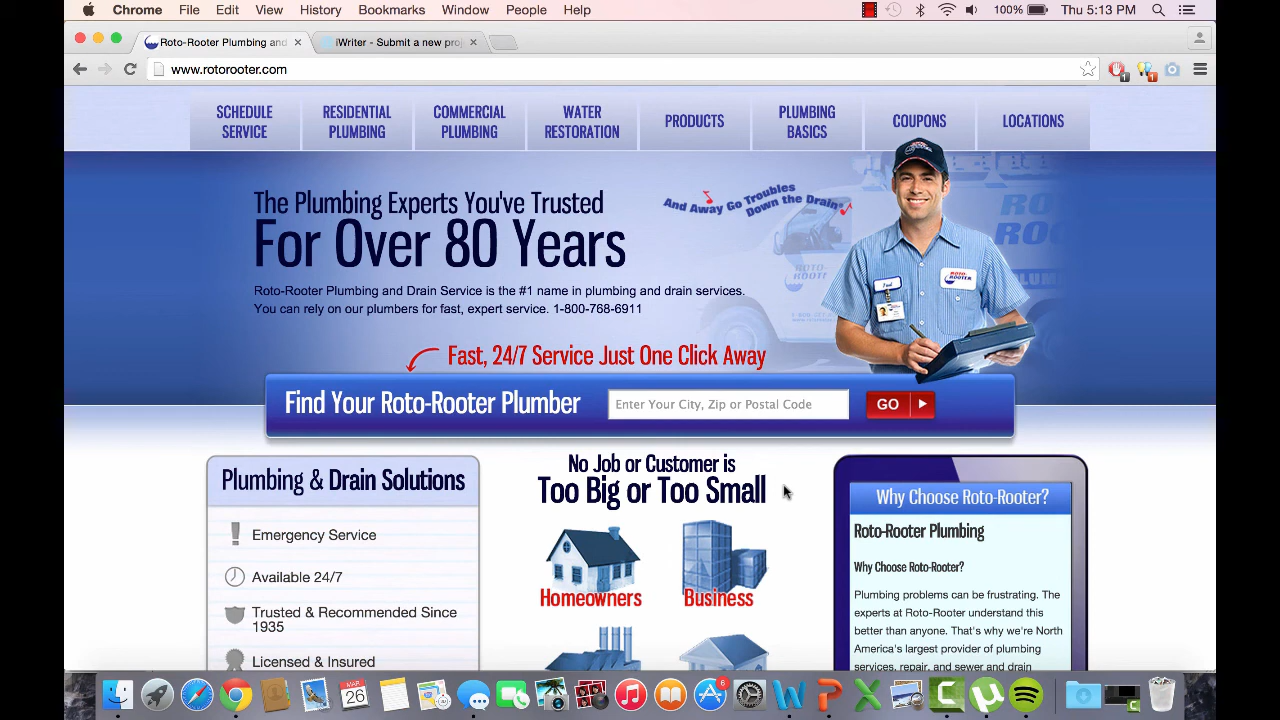 Chrome File Edit View History Bookmarks Window People Help 100% Thu 5:13 PM
Roto-Rooter Plumbing and iWriter - Submit a new proj
www.rotorooter.com
SCHEDULE SERVICE
RESIDENTIAL PLUMBING
COMMERCIAL PLUMBING
WATER RESTORATION
PRODUCTS
PLUMBING BASICS
COUPONS
LOCATIONS
The Plumbing Experts You've Trusted
For Over 80 Years
And Away Go Troubles
Down the Drain
Roto-Rooter Plumbing and Drain Service is the #1 name in plumbing and drain services.
You can rely on our plumbers for fast, expert service. 1-800-768-6911
Fast, 24/7 Service Just One Click Away
Find Your Roto-Rooter Plumber
Enter Your City, Zip or Postal Code
GO
Plumbing & Drain Solutions
Emergency Service
Available 24/7
Trusted & Recommended Since
1935
Licensed & Insured
No Job or Customer is
Too Big or Too Small
Homeowners
Business
Why Choose Roto-Rooter?
Roto-Rooter Plumbing
Why Choose Roto-Rooter?
Plumbing problems can be frustrating. The
experts at Roto-Rooter understand this
better than anyone. That's why we're North
America's largest provider of plumbing
services, repair, and sewer and drain
MAR
26
6